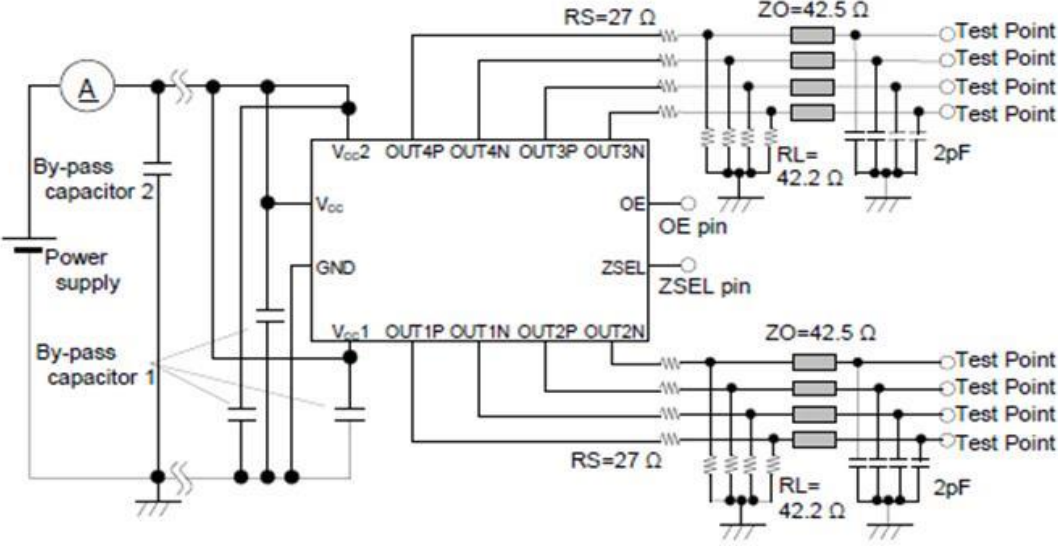 RS=27 Ω
ZO=42.5 Ω
Test Point
Test Point
Test Point
Test Point
A
By-pass
capacitor 2
VCC2 OUT4P OUT4N OUT3P OUT3N
RL=
42.2 Ω
2pF
VCC
OE
OE pin
Power
supply
GND
ZSEL
ZSEL pin
VCC1 OUT1P OUT1N OUT2P OUT2N
By-pass
capacitor 1
ZO=42.5 Ω
Test Point
Test Point
Test Point
Test Point
RS=27 Ω
RL=
42.2 Ω
2pF